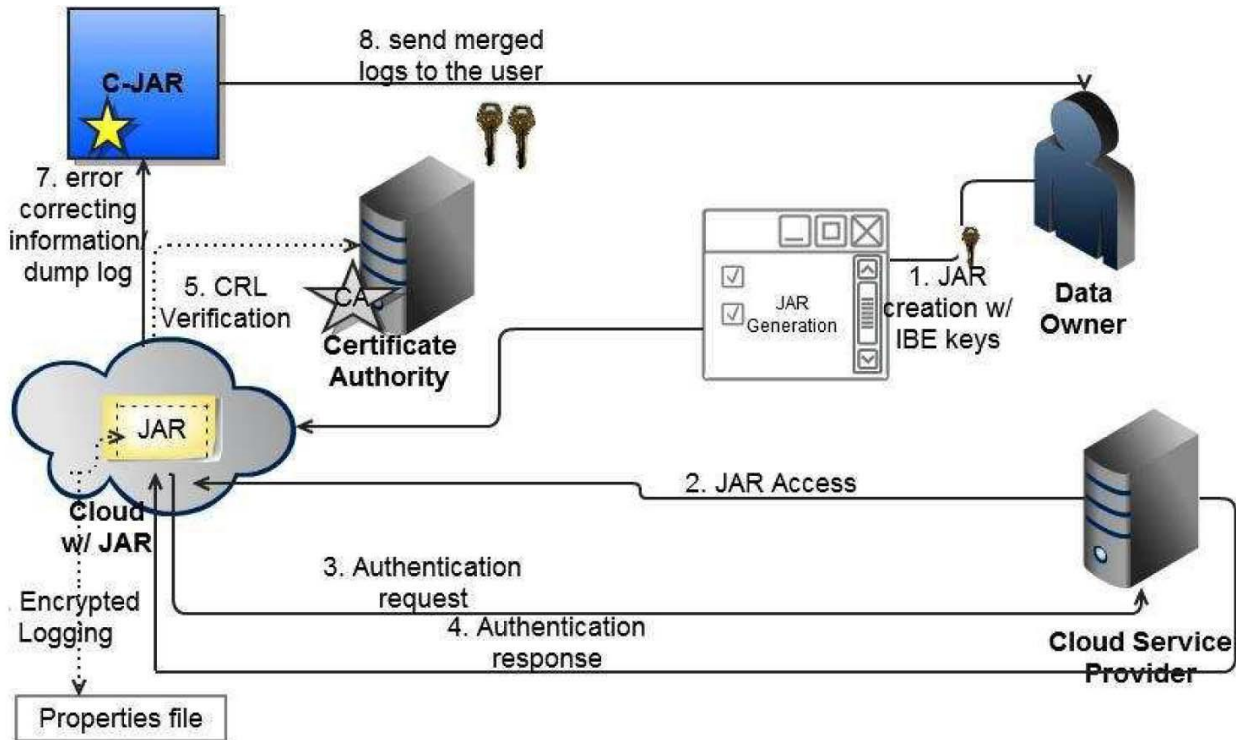 8. send merged
logs to the user
C-JAR
7. error
correcting
information/
dump log
5. CRL
Verification
CA
Certificate
Authority
JAR
Generation
1. JAR
creation w/
IBE keys
Data
Owner
JAR
Cloud
w/ JAR
2. JAR Access
3. Authentication
request
4. Authentication
response
Cloud Service
Provider
. Encrypted
Logging
Properties file